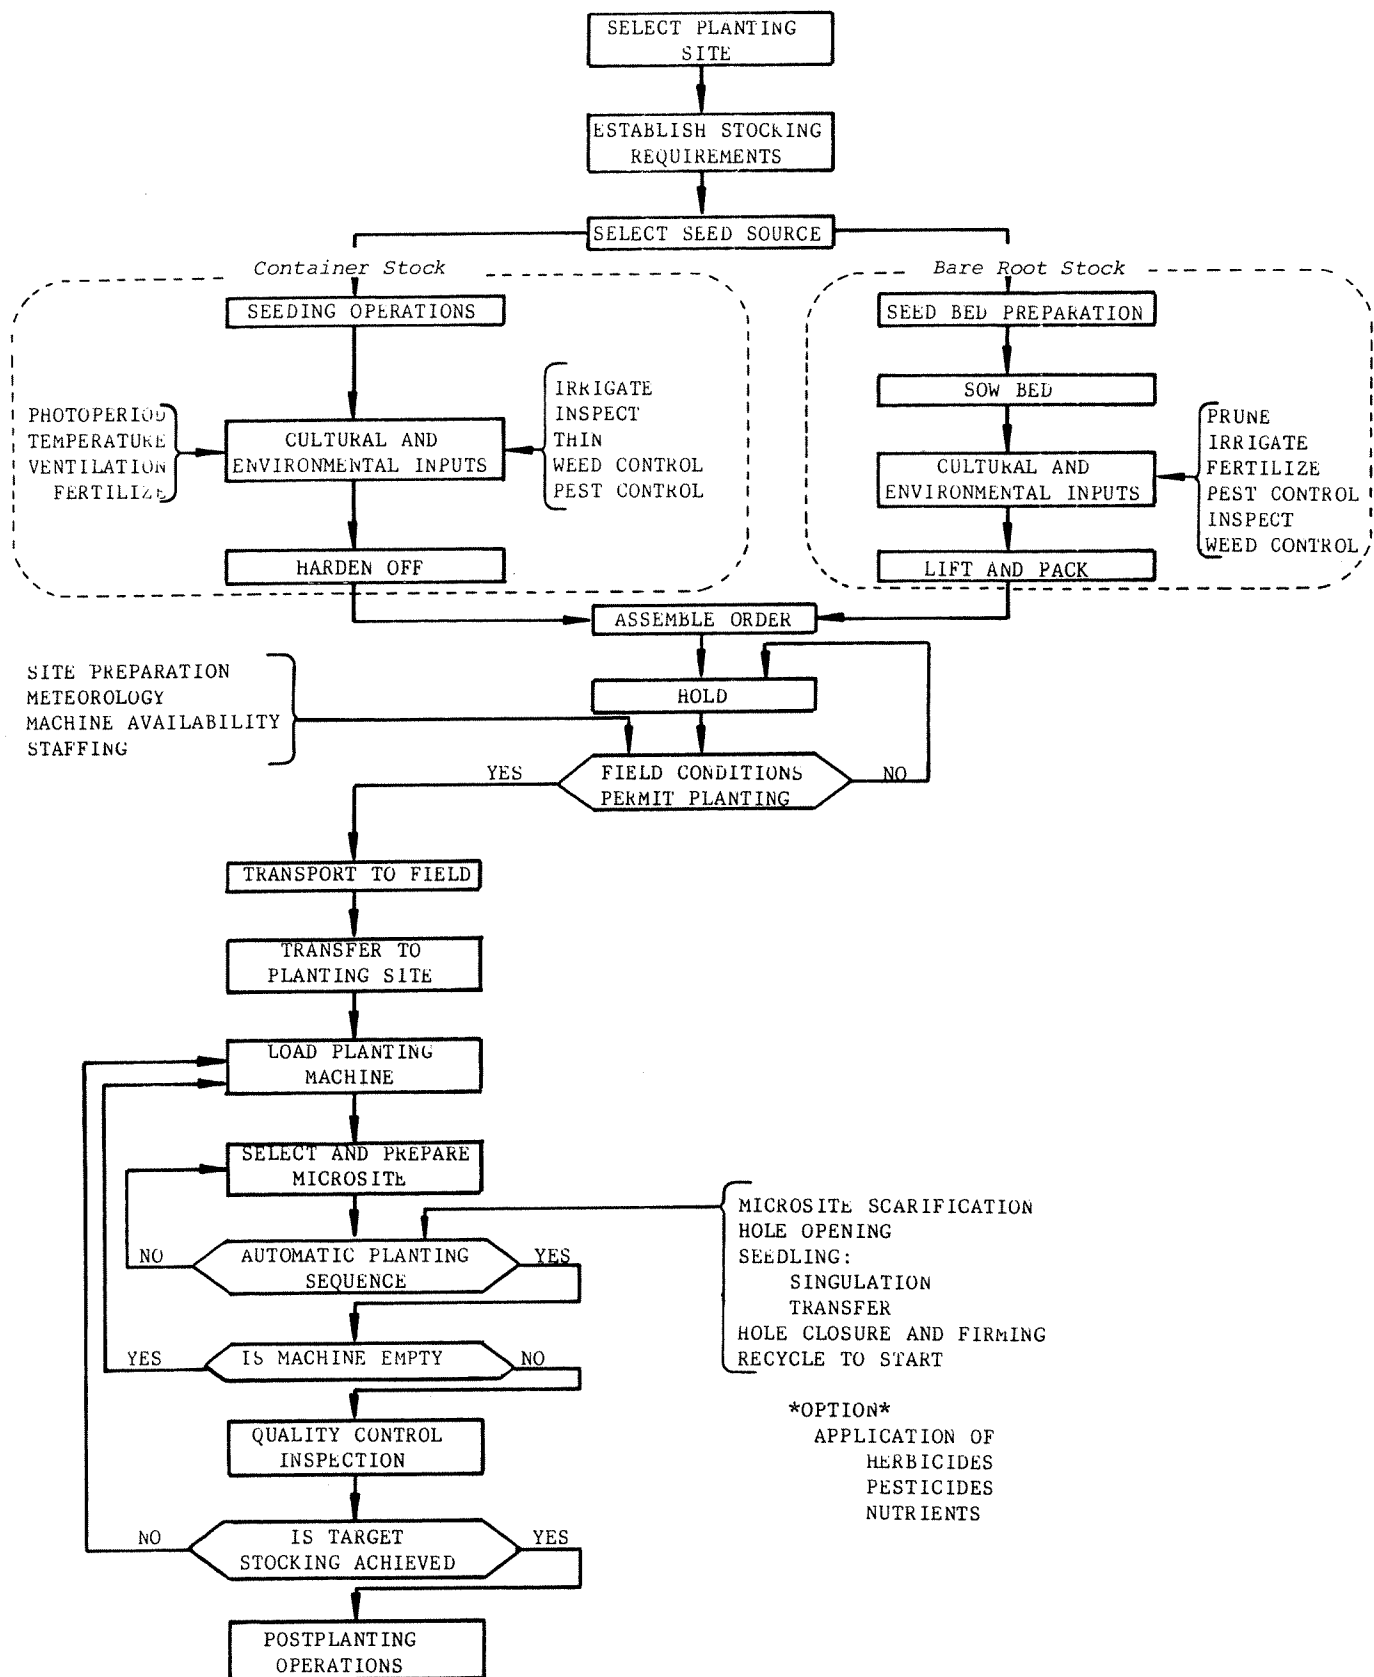 SELECT PLANTING
SITE
ESTABLISH STOCKING
REQUIREMENTS
SELECT SEED SOURCE
Container Stock
SEEDING OPERATIONS
PHOTOPERIOD
TEMPERATURE
VENTILATION
FERTILIZE
CULTURAL AND
ENVIRONMENTAL INPUTS
IRRIGATE
INSPECT
THIN
WEED CONTROL
PEST CONTROL
HARDEN OFF
Bare Root Stock
SEED BED PREPARATION
SOW BED
CULTURAL AND
ENVIRONMENTAL INPUTS
PRUNE
IRRIGATE
FERTILIZE
PEST CONTROL
INSPECT
WEED CONTROL
LIFT AND PACK
ASSEMBLE ORDER
HOLD
SITE PREPARATION
METEOROLOGY
MACHINE AVAILABILITY
STAFFING
YES
FIELD CONDITIONS
PERMIT PLANTING
NO
TRANSPORT TO FIELD
TRANSFER TO
PLANTING SITE
LOAD PLANTING
MACHINE
SELECT AND PREPARE
MICROSITE
NO
AUTOMATIC PLANTING
SEQUENCE
YES
MICROSITE SCARIFICATION
HOLE OPENING
SEEDLING:
SINGULATION
TRANSFER
HOLE CLOSURE AND FIRMING
RECYCLE TO START
*OPTION*
APPLICATION OF
HERBICIDES
PESTICIDES
NUTRIENTS
YES
IS MACHINE EMPTY
NO
QUALITY CONTROL
INSPECTION
NO
IS TARGET
STOCKING ACHIEVED
YES
POSTPLANTING
OPERATIONS